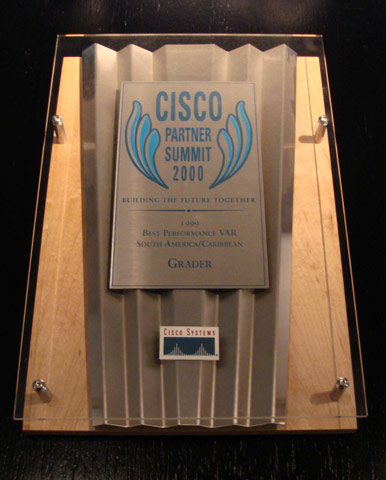 CISCO
PARTNER
SUMMIT
2000
BUILDING THE FUTURE TOGETHER
1999
BEST PERFORMANCE VAR
SOUTH AMERICA/CARIBBEAN
GRADER
CISCO SYSTEMS